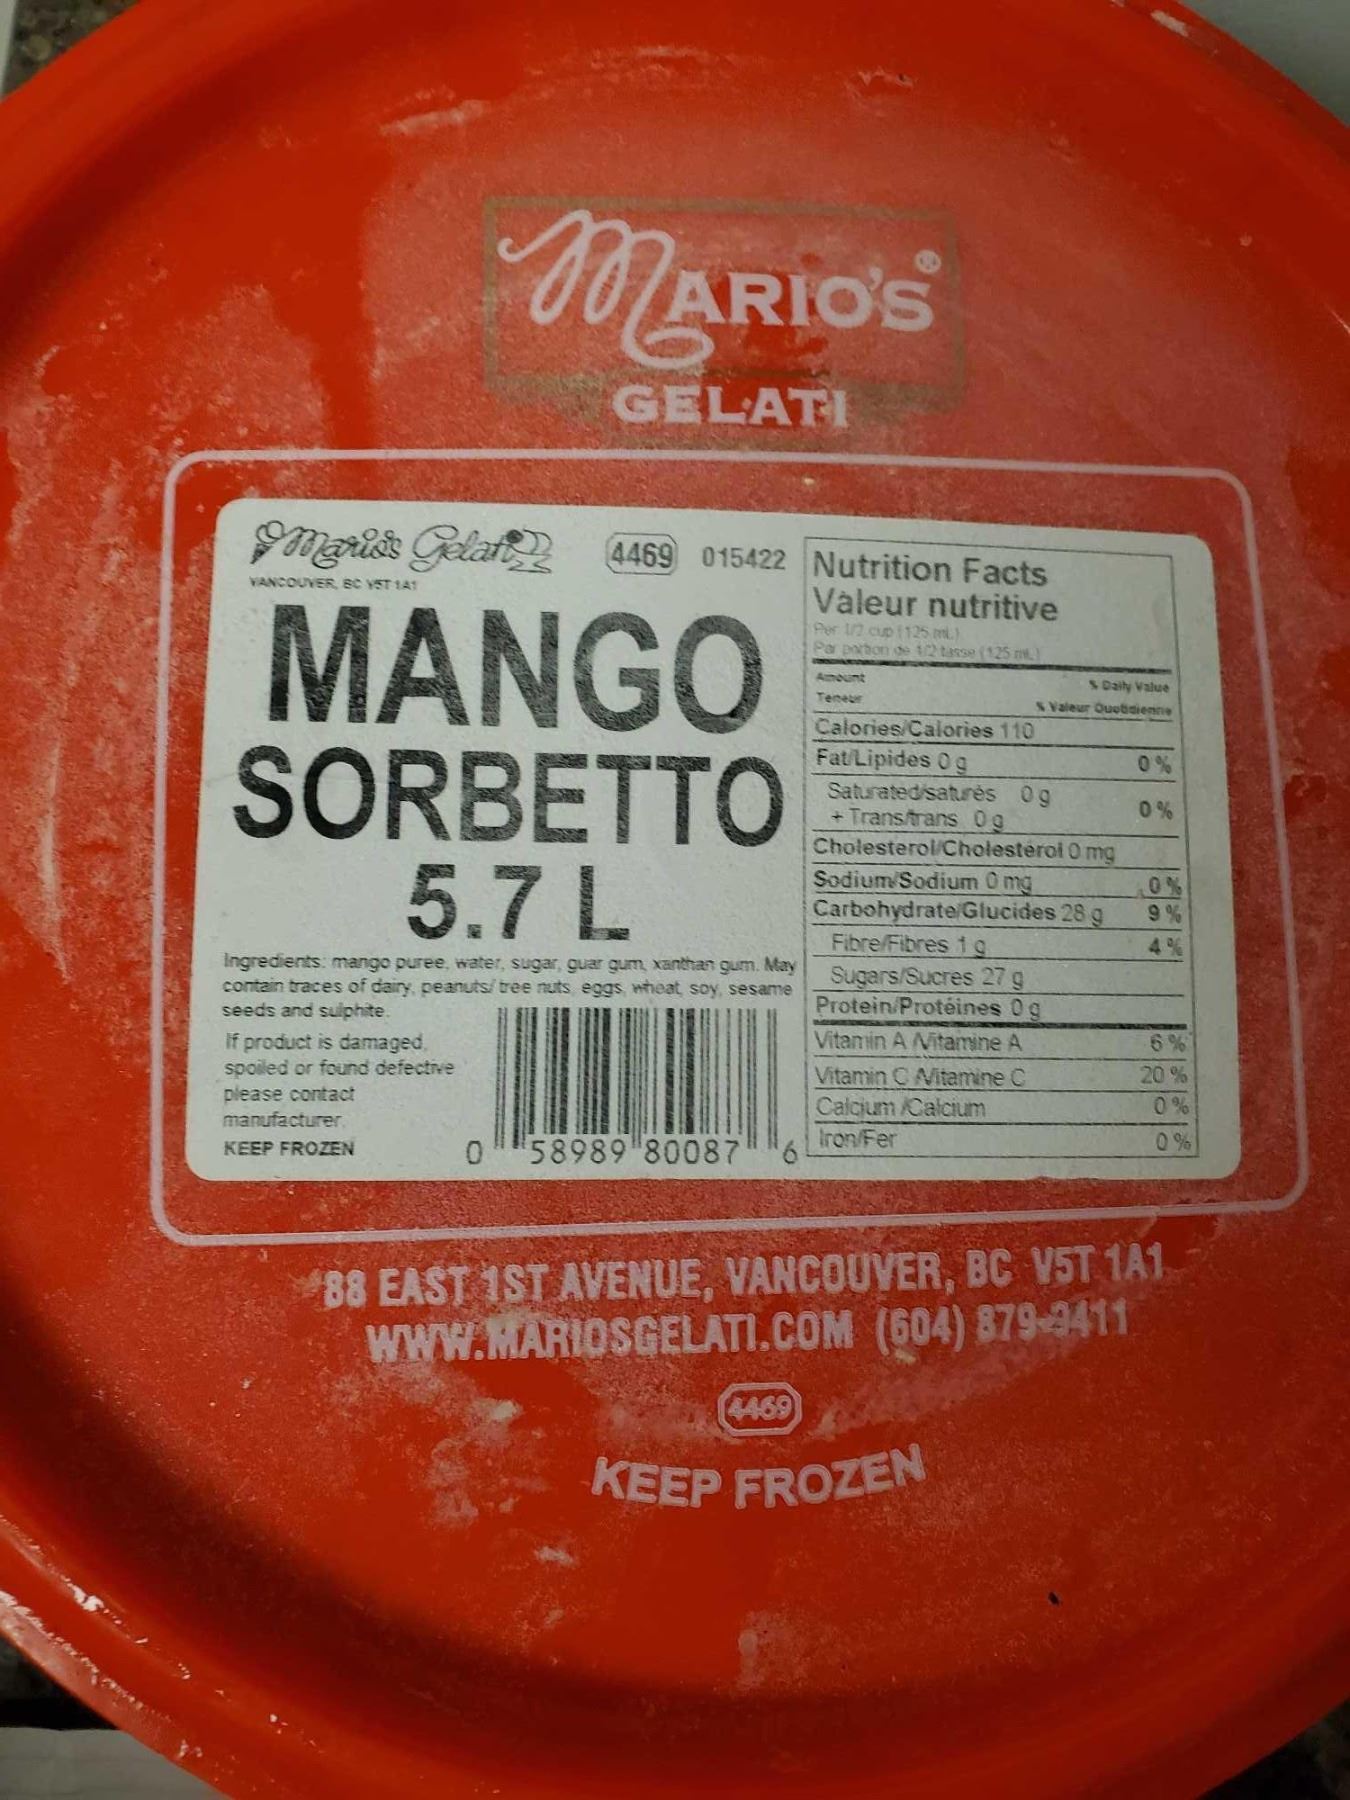 MARIO'S®
GELATI
Mario's Gelati
4469 015422
VANCOUVER, BC V5T 1A1
MANGO
SORBETTO
5.7 L
Ingredients: mango puree, water, sugar, guar gum, xanthan gum. May
contain traces of dairy, peanuts/ tree nuts, eggs, wheat, soy, sesame
seeds and sulphite.
If product is damaged,
spoiled or found defective
please contact
manufacturer.
KEEP FROZEN
0 58989 80087 6
Nutrition Facts
Valeur nutritive
Per 1/2 cup (125 mL)
Par portion de 1/2 tasse (125 mL)
Amount % Daily Value
Teneur % Valeur Quotidienne
Calories/Calories 110
Fat/Lipides 0 g 0 %
Saturated/saturés 0 g
+ Trans/trans 0 g 0 %
Cholesterol/Cholestérol 0 mg
Sodium/Sodium 0 mg 0 %
Carbohydrate/Glucides 28 g 9 %
Fibre/Fibres 1 g 4 %
Sugars/Sucres 27 g
Protein/Protéines 0 g
Vitamin A /Vitamine A 6 %
Vitamin C /Vitamine C 20 %
Calcium /Calcium 0 %
Iron/Fer 0 %
88 EAST 1ST AVENUE, VANCOUVER, BC V5T 1A1
WWW.MARIOSGELATI.COM (604) 879-9411
4469
KEEP FROZEN